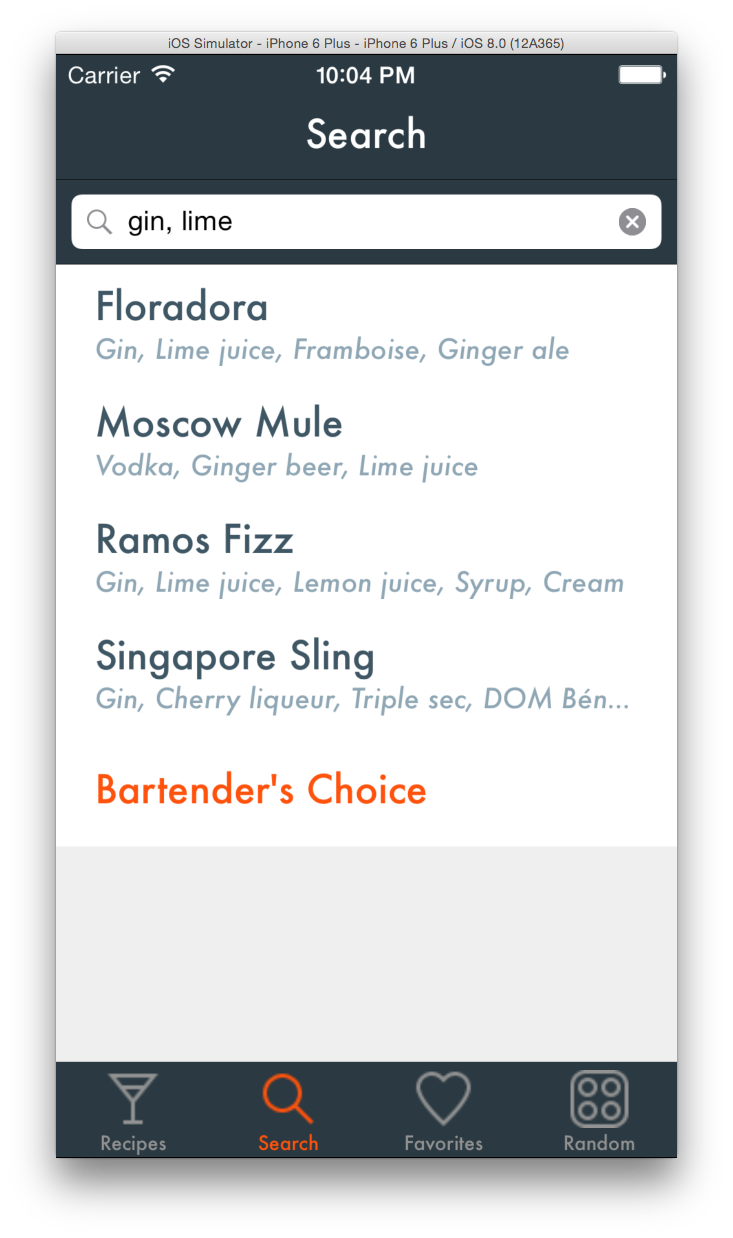 iOS Simulator - iPhone 6 Plus - iPhone 6 Plus / iOS 8.0 (12A365)
Carrier 10:04 PM
Search
gin, lime
Floradora
Gin, Lime juice, Framboise, Ginger ale
Moscow Mule
Vodka, Ginger beer, Lime juice
Ramos Fizz
Gin, Lime juice, Lemon juice, Syrup, Cream
Singapore Sling
Gin, Cherry liqueur, Triple sec, DOM Bén...
Bartender's Choice
Recipes Search Favorites Random